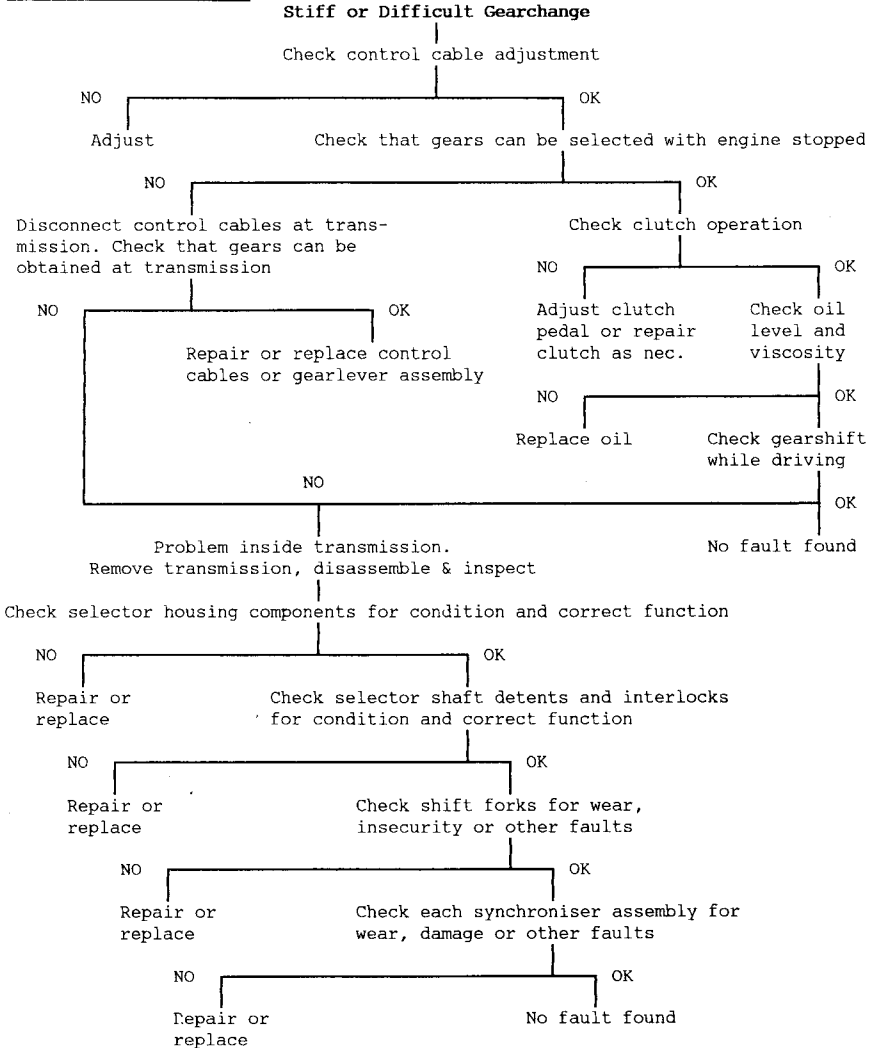 Stiff or Difficult Gearchange
Check control cable adjustment
NO
OK
Adjust
Check that gears can be selected with engine stopped
NO
OK
Disconnect control cables at trans-
mission. Check that gears can be
obtained at transmission
Check clutch operation
NO
OK
NO
OK
Adjust clutch
pedal or repair
clutch as nec.
Check oil
level and
viscosity
Repair or replace control
cables or gearlever assembly
NO
OK
Replace oil
Check gearshift
while driving
NO
OK
Problem inside transmission.
Remove transmission, disassemble & inspect
No fault found
Check selector housing components for condition and correct function
NO
OK
Repair or
replace
Check selector shaft detents and interlocks
for condition and correct function
NO
OK
Repair or
replace
Check shift forks for wear,
insecurity or other faults
NO
OK
Repair or
replace
Check each synchroniser assembly for
wear, damage or other faults
NO
OK
Repair or
replace
No fault found